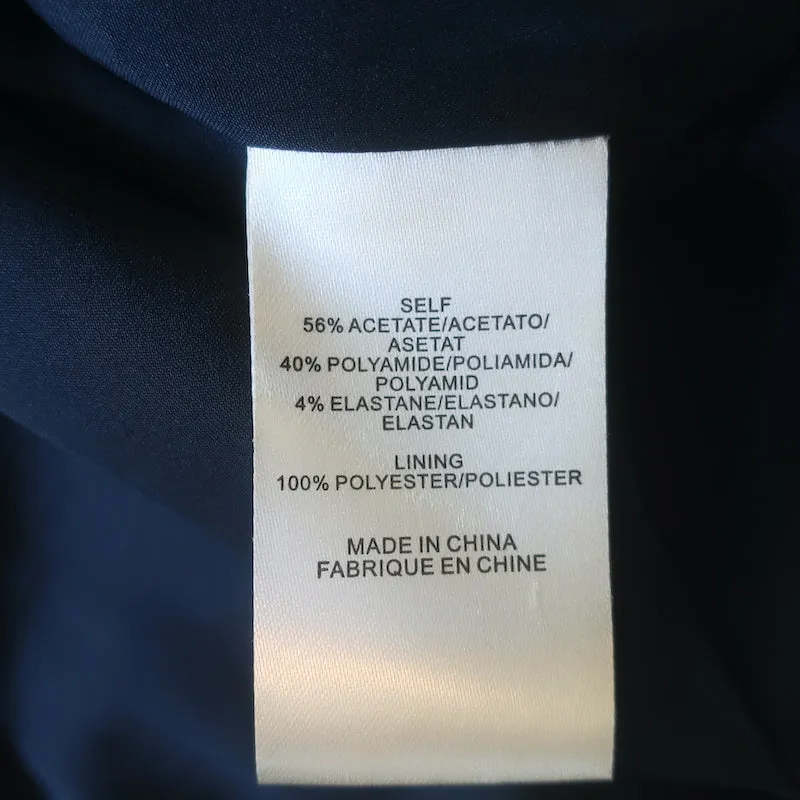 SELF
56% ACETATE/ACETATO/
ASETAT
40% POLYAMIDE/POLIAMIDA/
POLYAMID
4% ELASTANE/ELASTANO/
ELASTAN
LINING
100% POLYESTER/POLIESTER
MADE IN CHINA
FABRIQUE EN CHINE